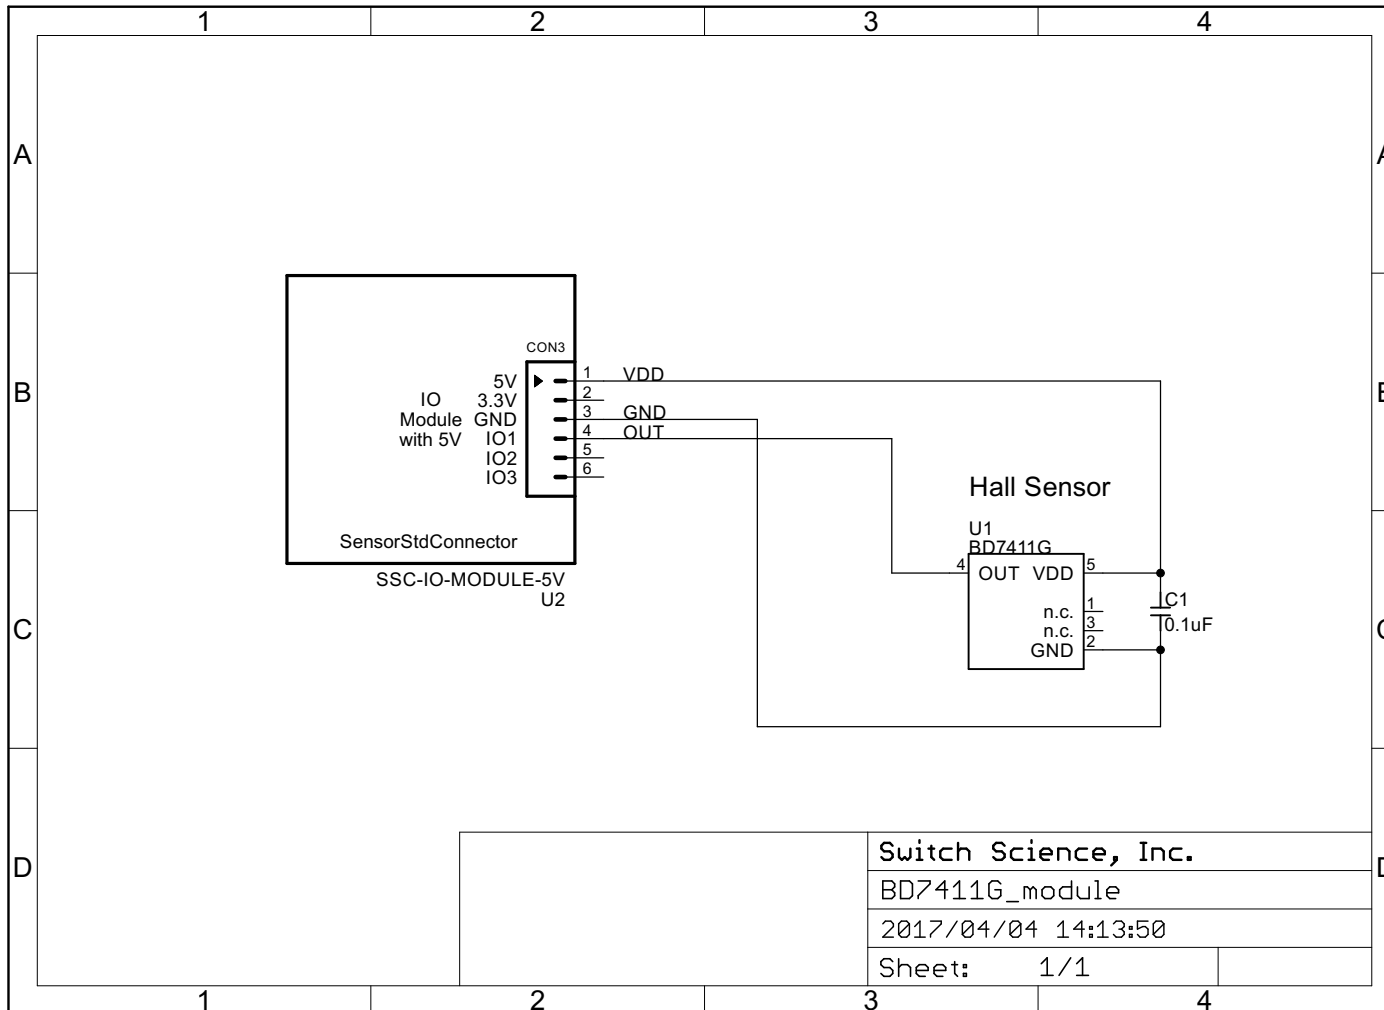 1 2 3 4
A A
CON3
5V 1 VDD
IO 3.3V 2
Module GND 3 GND
with 5V IO1 4 OUT
IO2 5
IO3 6
B B
SensorStdConnector
SSC-IO-MODULE-5V
U2
Hall Sensor
U1
BD7411G
4 OUT VDD 5
n.c. 1
n.c. 3
GND 2
C1
0.1uF
C C
D D
Switch Science, Inc.
BD7411G_module
2017/04/04 14:13:50
Sheet: 1/1
1 2 3 4